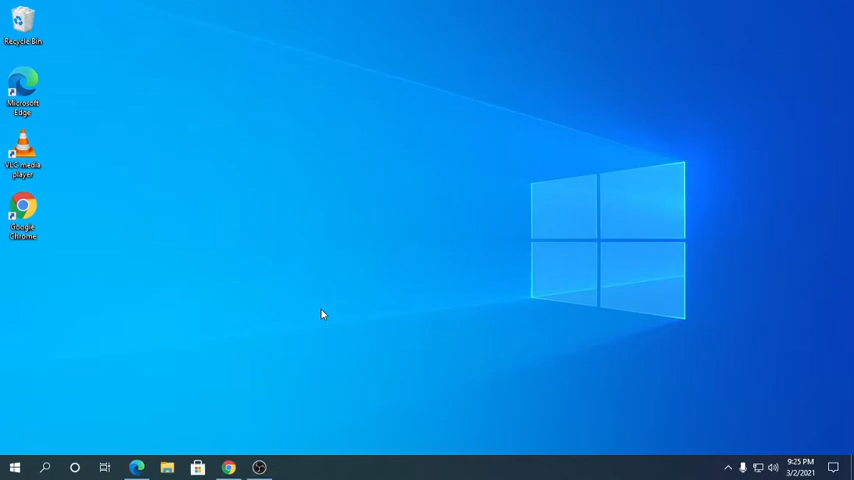 Recycle Bin
Microsoft
Edge
VLC media
player
Google
Chrome
9:25 PM
3/2/2021